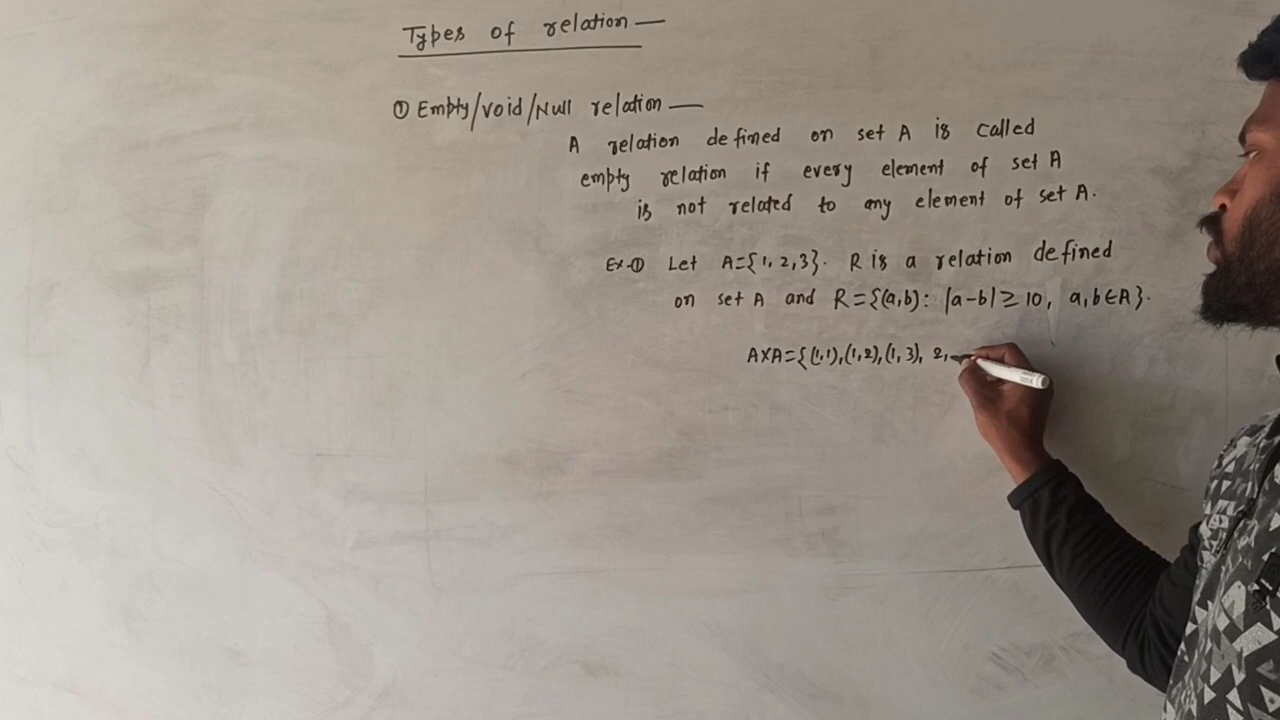 Types of relation —
① Empty/void/Null relation —
A relation defined on set A is called
empty relation if every element of set A
is not related to any element of set A.
Ex-① Let A={1, 2, 3}. R is a relation defined
on set A and R={(a,b): |a-b| ≥ 10, a,b∈A}.
A×A={(1,1),(1,2),(1,3), 2,